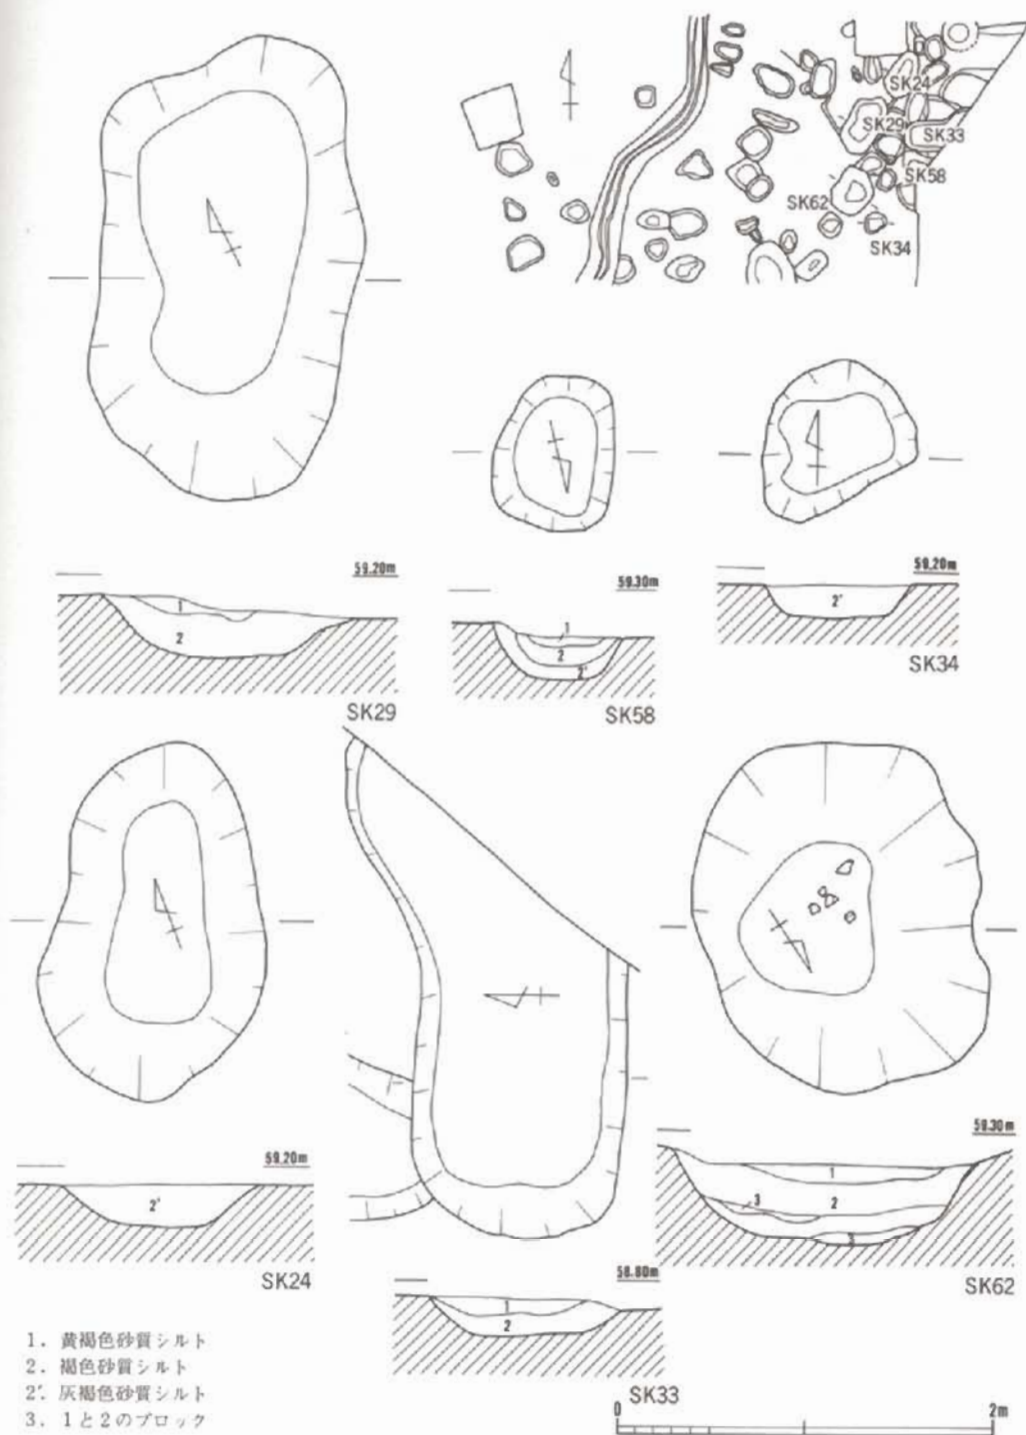 SK24
SK29
SK33
SK58
SK62
SK34
59.20m
1
2
SK29
59.30m
1
2
2'
SK58
59.20m
2'
SK34
59.20m
2'
SK24
58.80m
1
2
SK33
59.30m
1
2
3
3
SK62
1. 黄褐色砂質シルト
2. 褐色砂質シルト
2'. 灰褐色砂質シルト
3. 1と2のブロック
0 2m